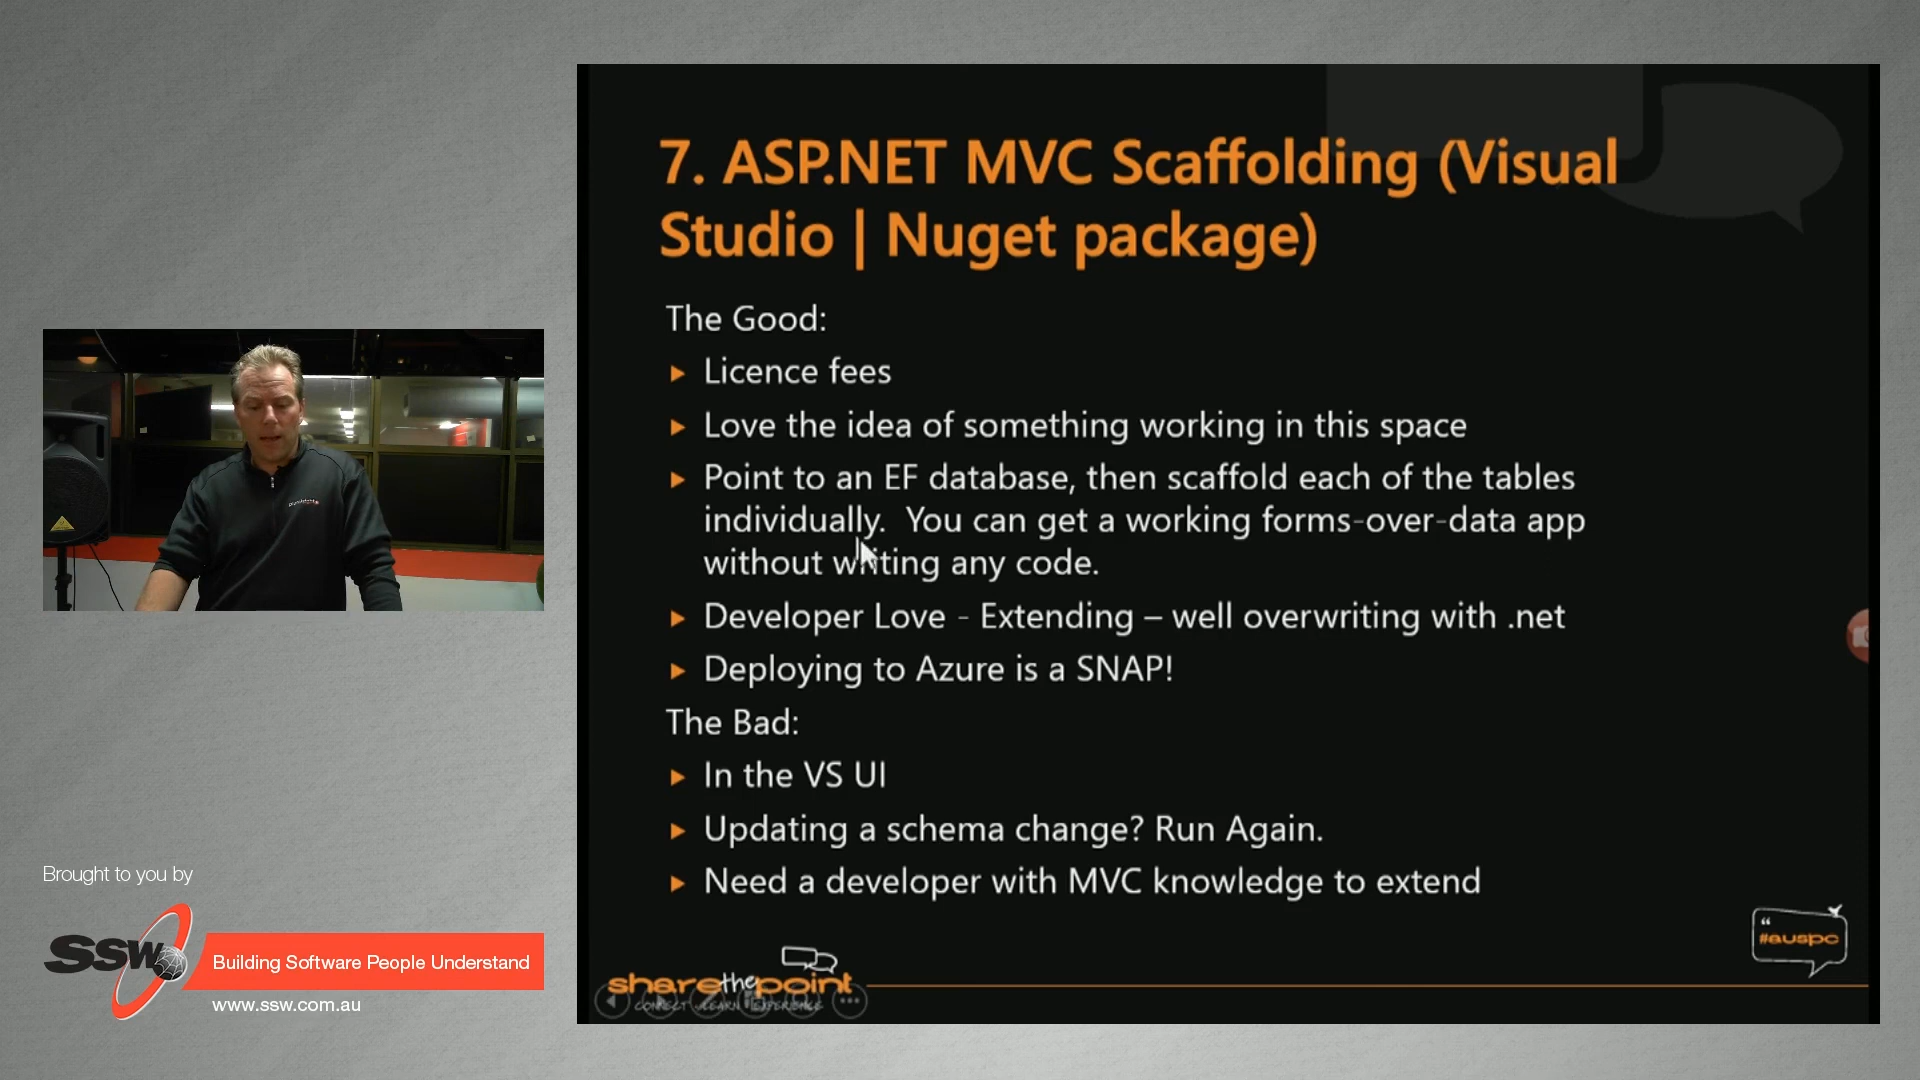 7. ASP.NET MVC Scaffolding (Visual
Studio | Nuget package)
The Good:
Licence fees
Love the idea of something working in this space
Point to an EF database, then scaffold each of the tables
individually.  You can get a working forms-over-data app
without writing any code.
Developer Love - Extending – well overwriting with .net
Deploying to Azure is a SNAP!
The Bad:
In the VS UI
Updating a schema change? Run Again.
Need a developer with MVC knowledge to extend
“
#auspc
sharethepoint
CONNECT . LEARN . EXPERIENCE
Brought to you by
SSW
Building Software People Understand
www.ssw.com.au